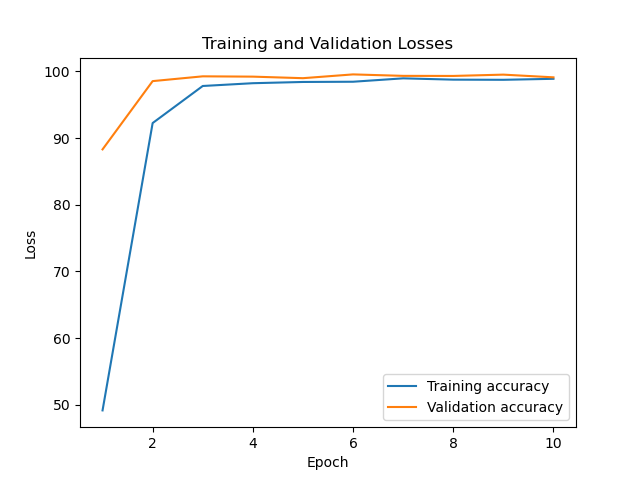 Training and Validation Losses
100
90
80
70
60
50
Loss
Training accuracy
Validation accuracy
2 4 6 8 10
Epoch